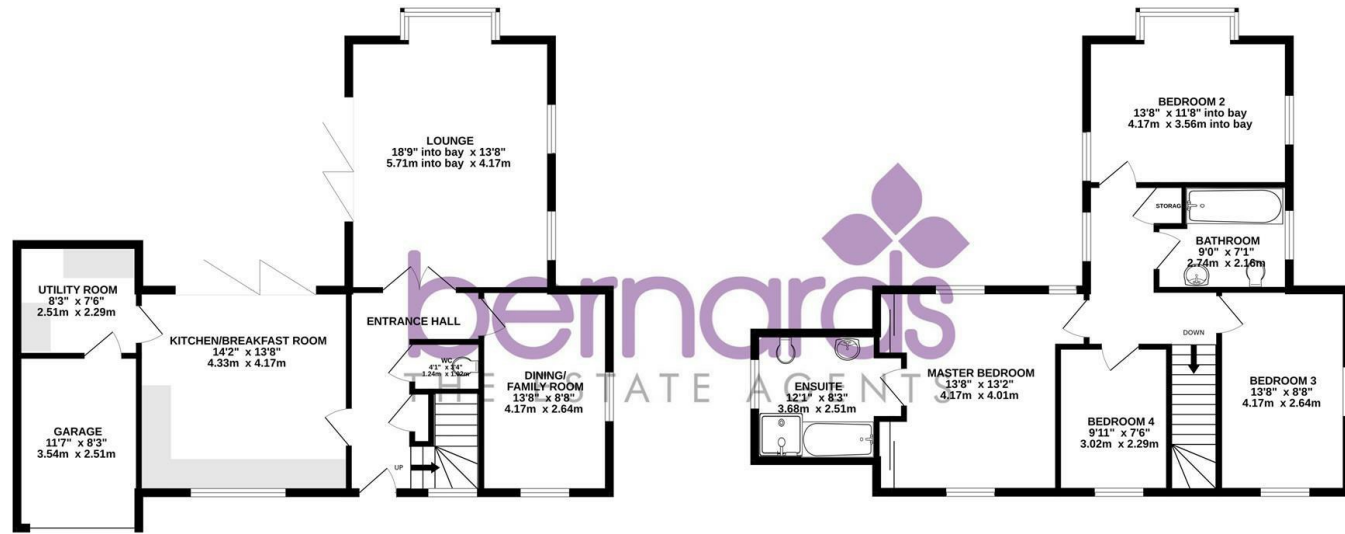 LOUNGE
18'9" into bay x 13'8"
5.71m into bay x 4.17m
UTILITY ROOM
8'3" x 7'6"
2.51m x 2.29m
KITCHEN/BREAKFAST ROOM
14'2" x 13'8"
4.33m x 4.17m
ENTRANCE HALL
WC
4'1" x 3'4"
1.24m x 1.02m
DINING/
FAMILY ROOM
13'8" x 8'8"
4.17m x 2.64m
GARAGE
11'7" x 8'3"
3.54m x 2.51m
UP
bernards
THE ESTATE AGENTS
BEDROOM 2
13'8" x 11'8" into bay
4.17m x 3.56m into bay
STORAG
BATHROOM
9'0" x 7'1"
2.74m x 2.16m
DOWN
ENSUITE
12'1" x 8'3"
3.68m x 2.51m
MASTER BEDROOM
13'8" x 13'2"
4.17m x 4.01m
BEDROOM 4
9'11" x 7'6"
3.02m x 2.29m
BEDROOM 3
13'8" x 8'8"
4.17m x 2.64m